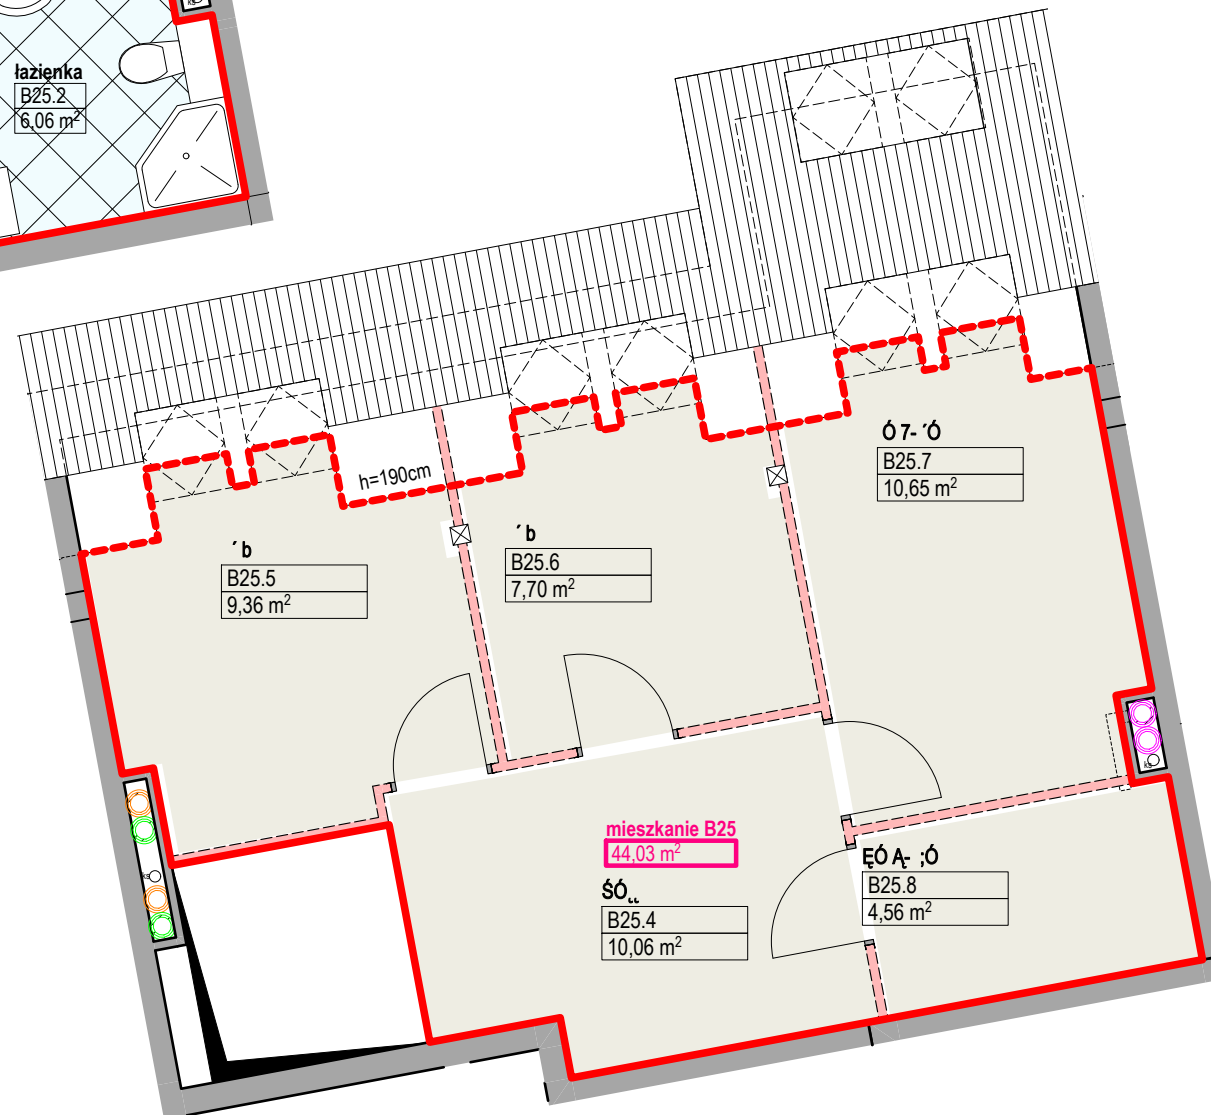 łazienka
B25.2
6,06 m²
h=190cm
Ó 7- ´Ó
B25.7
10,65 m²
´b
B25.5
9,36 m²
´b
B25.6
7,70 m²
mieszkanie B25
44,03 m²
B25.4
10,06 m²
B25.8
4,56 m²